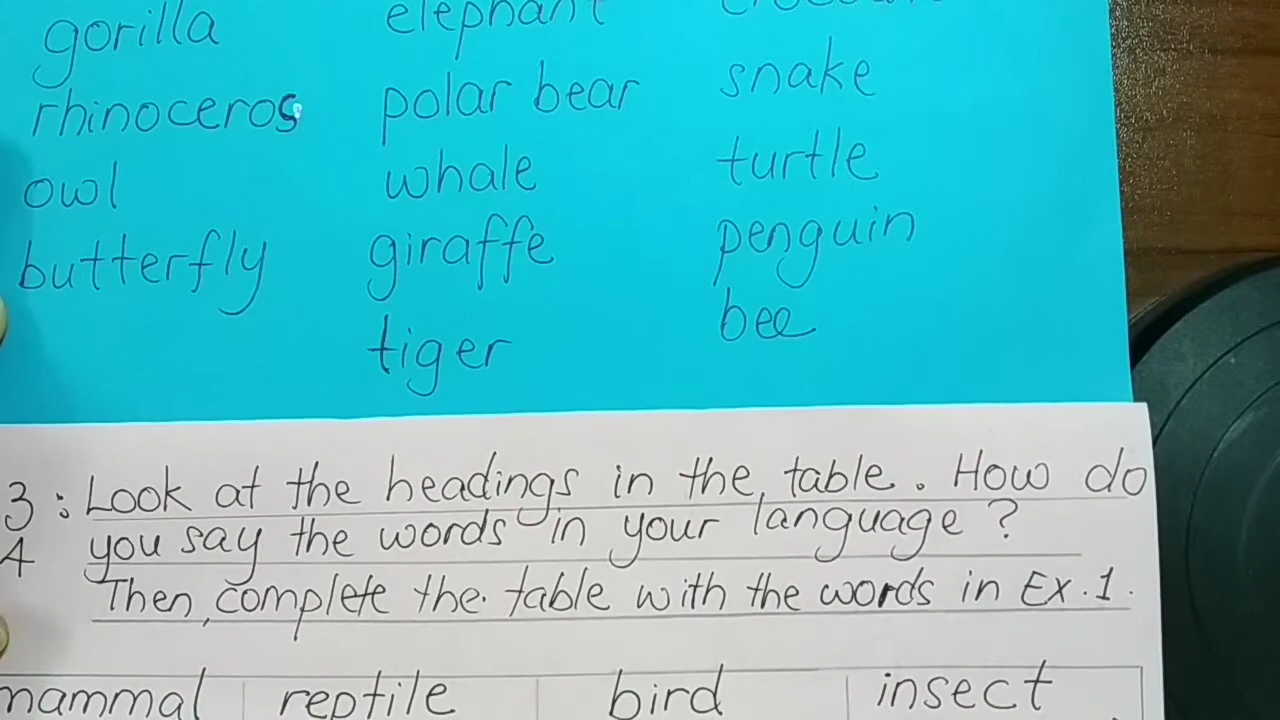 gorilla
rhinoceros
owl
butterfly
elephant
polar bear
whale
giraffe
tiger
snake
turtle
penguin
bee
3: Look at the headings in the, table. How do
A you say the words in your language?
Then, complete the table with the words in Ex.1.
mammal reptile bird insect